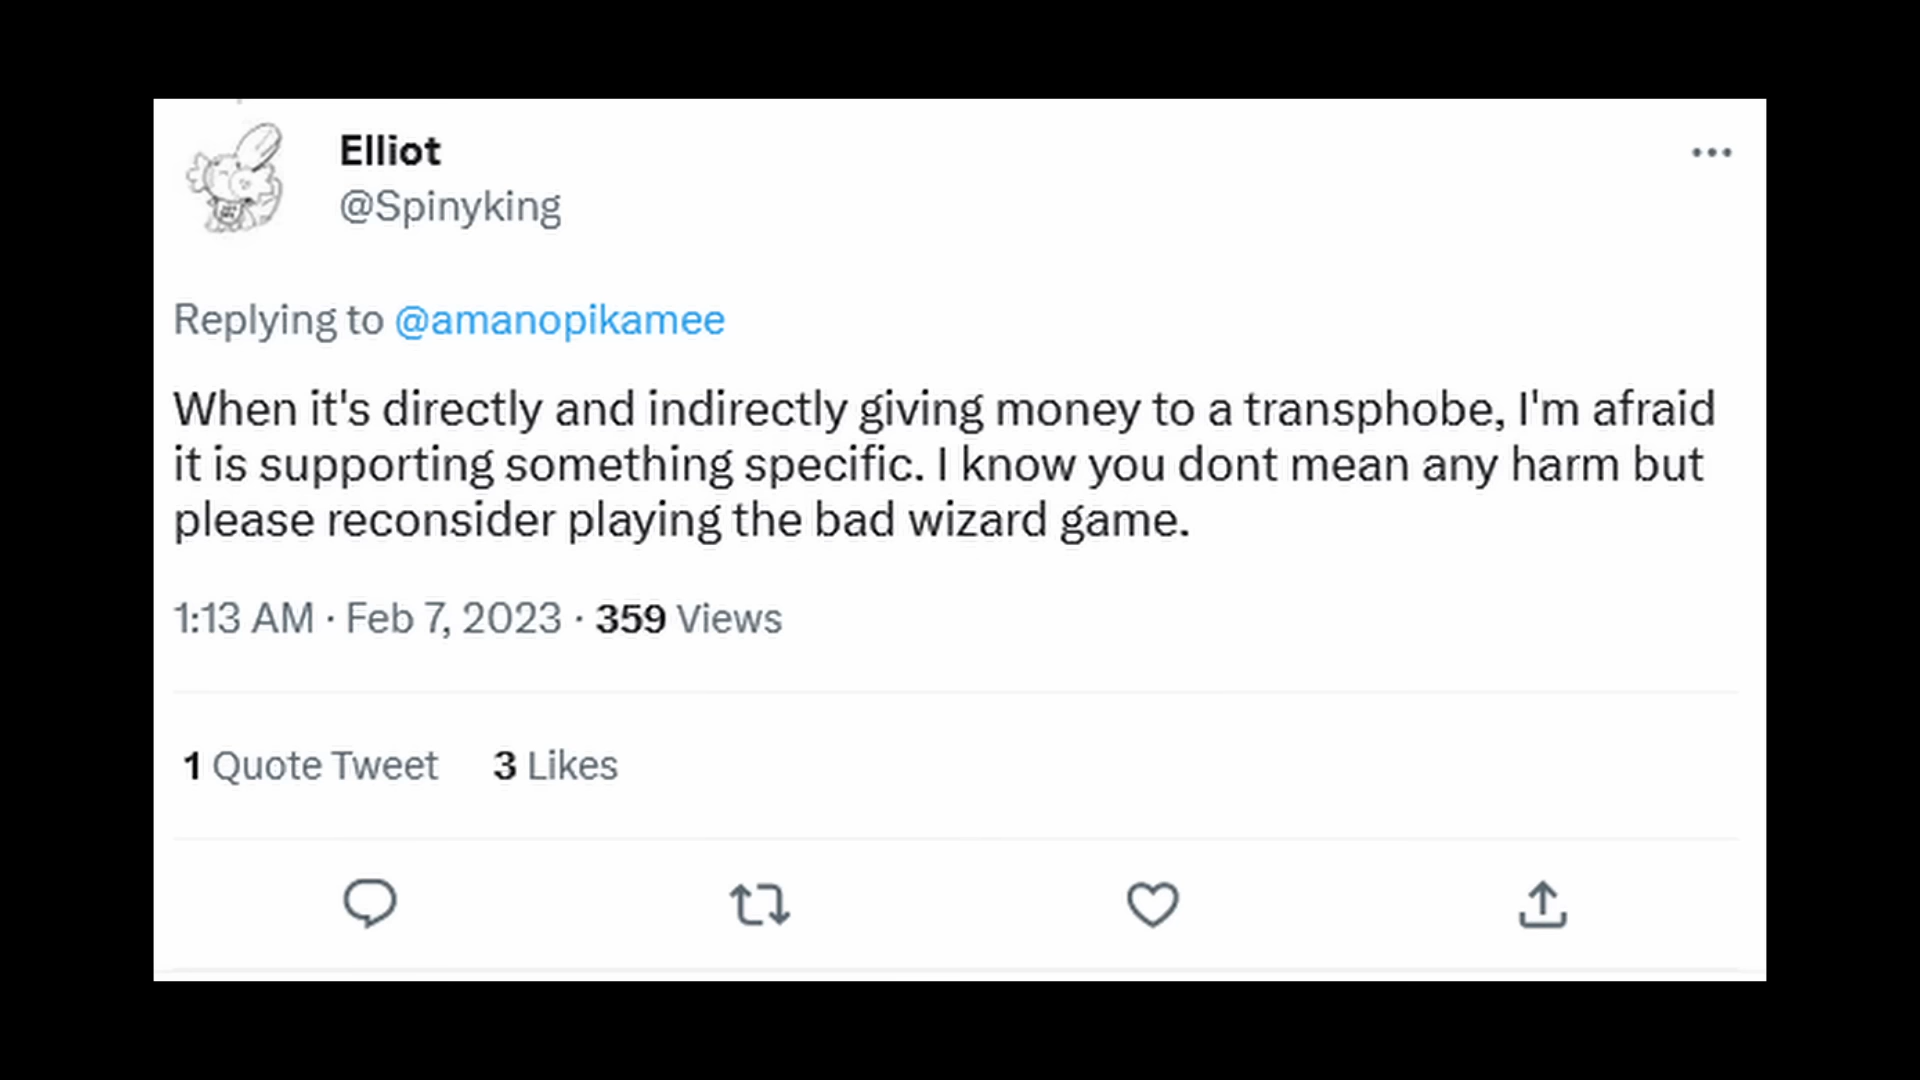 Elliot
@Spinyking
Replying to @amanopikamee
When it's directly and indirectly giving money to a transphobe, I'm afraid
it is supporting something specific. I know you dont mean any harm but
please reconsider playing the bad wizard game.
1:13 AM · Feb 7, 2023 · 359 Views
1 Quote Tweet 3 Likes